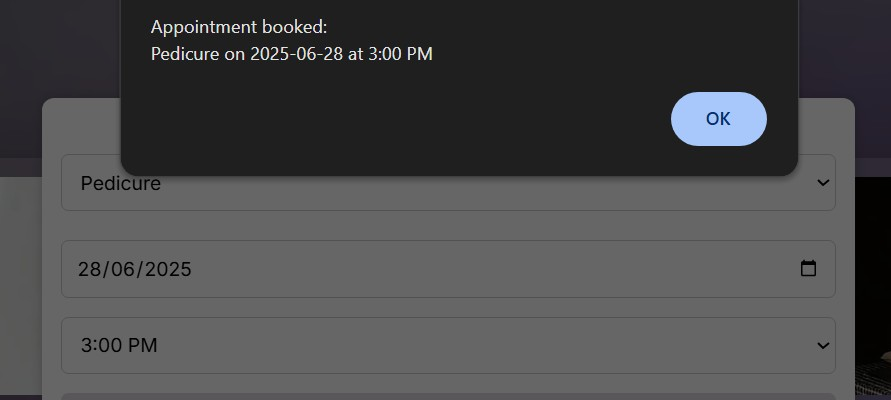 Appointment booked:
Pedicure on 2025-06-28 at 3:00 PM
OK
Pedicure
28/06/2025
3:00 PM